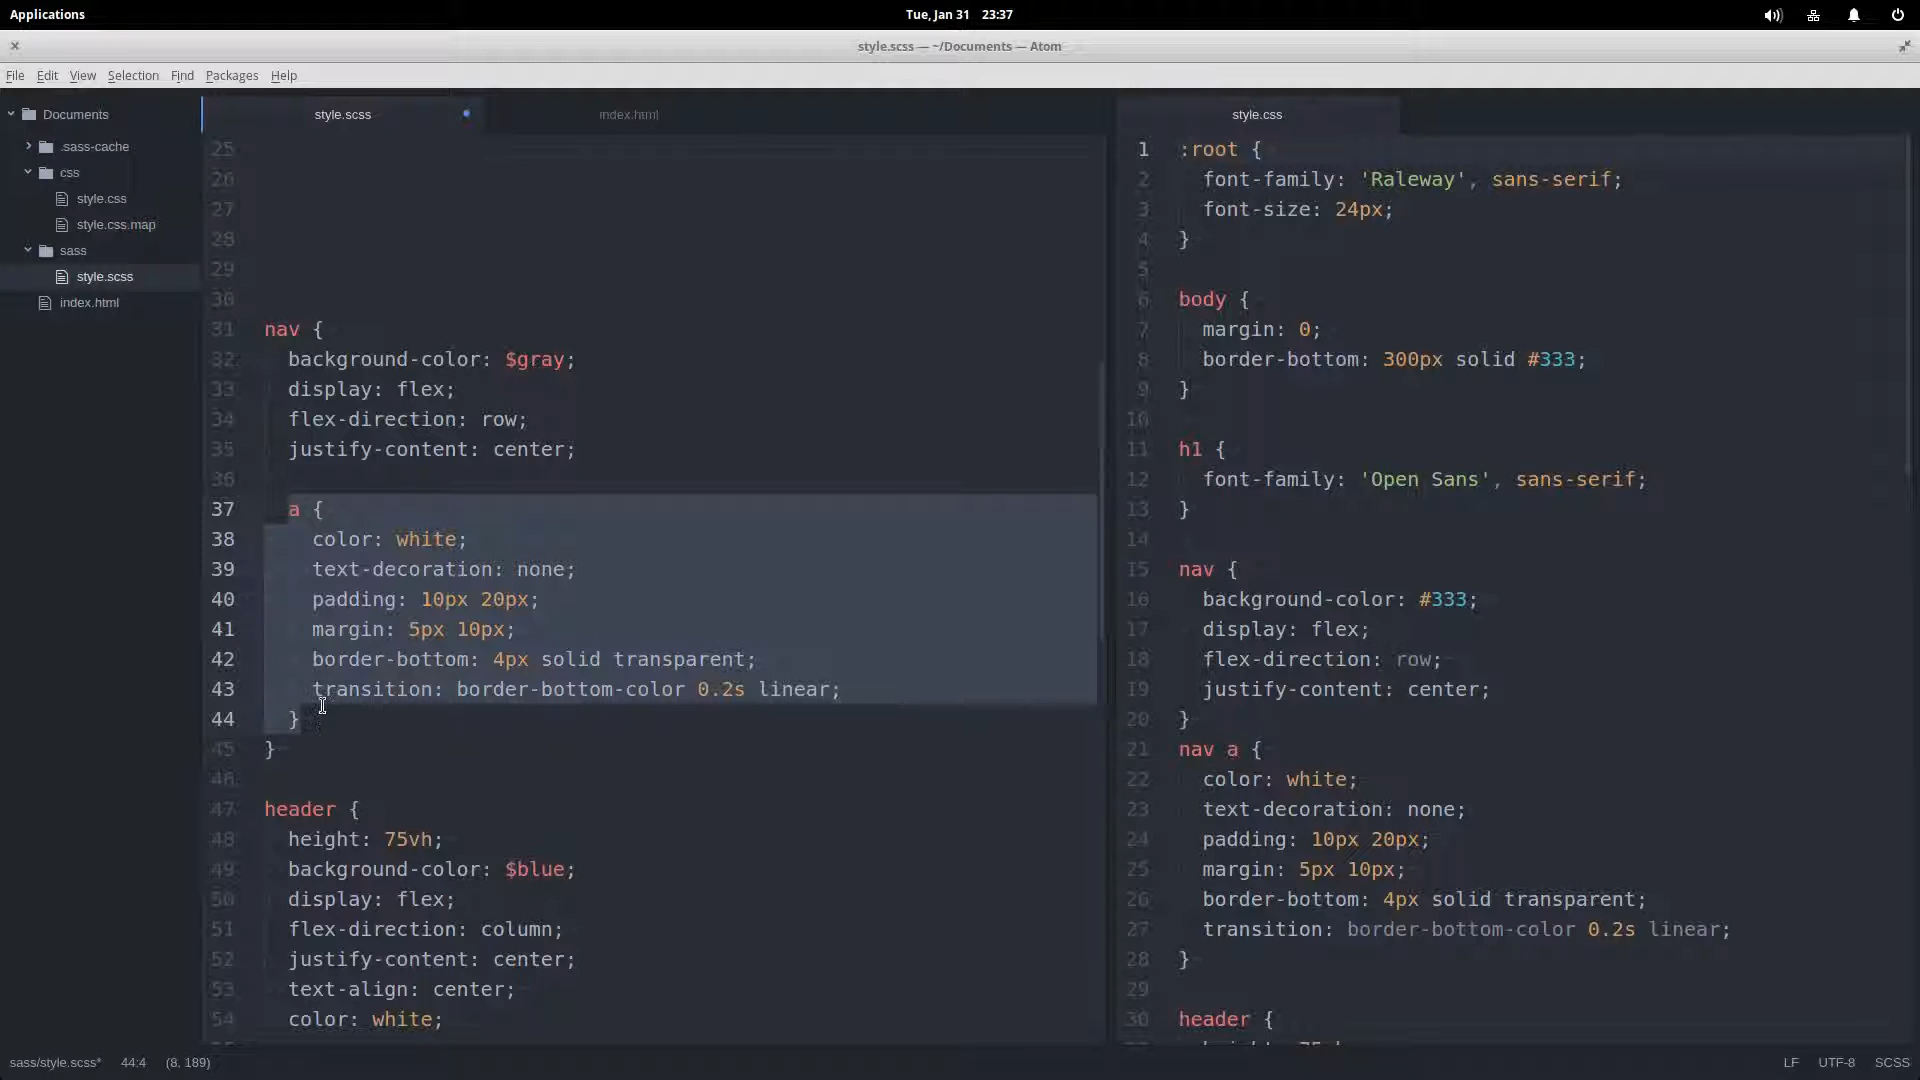 Applications
Tue, Jan 31 23:37
style.scss — ~/Documents — Atom
File Edit View Selection Find Packages Help
Documents
.sass-cache
css
style.css
style.css.map
sass
style.scss
index.html
style.scss
index.html
25
26
27
28
29
30
31 nav {
32 background-color: $gray;
33 display: flex;
34 flex-direction: row;
35 justify-content: center;
36
37 a {
38 color: white;
39 text-decoration: none;
40 padding: 10px 20px;
41 margin: 5px 10px;
42 border-bottom: 4px solid transparent;
43 transition: border-bottom-color 0.2s linear;
44 }
45 }
46
47 header {
48 height: 75vh;
49 background-color: $blue;
50 display: flex;
51 flex-direction: column;
52 justify-content: center;
53 text-align: center;
54 color: white;
style.css
1 :root {
2 font-family: 'Raleway', sans-serif;
3 font-size: 24px;
4 }
5
6 body {
7 margin: 0;
8 border-bottom: 300px solid #333;
9 }
10
11 h1 {
12 font-family: 'Open Sans', sans-serif;
13 }
14
15 nav {
16 background-color: #333;
17 display: flex;
18 flex-direction: row;
19 justify-content: center;
20 }
21 nav a {
22 color: white;
23 text-decoration: none;
24 padding: 10px 20px;
25 margin: 5px 10px;
26 border-bottom: 4px solid transparent;
27 transition: border-bottom-color 0.2s linear;
28 }
29
30 header {
sass/style.scss* 44:4 (8, 189)
LF UTF-8 SCSS